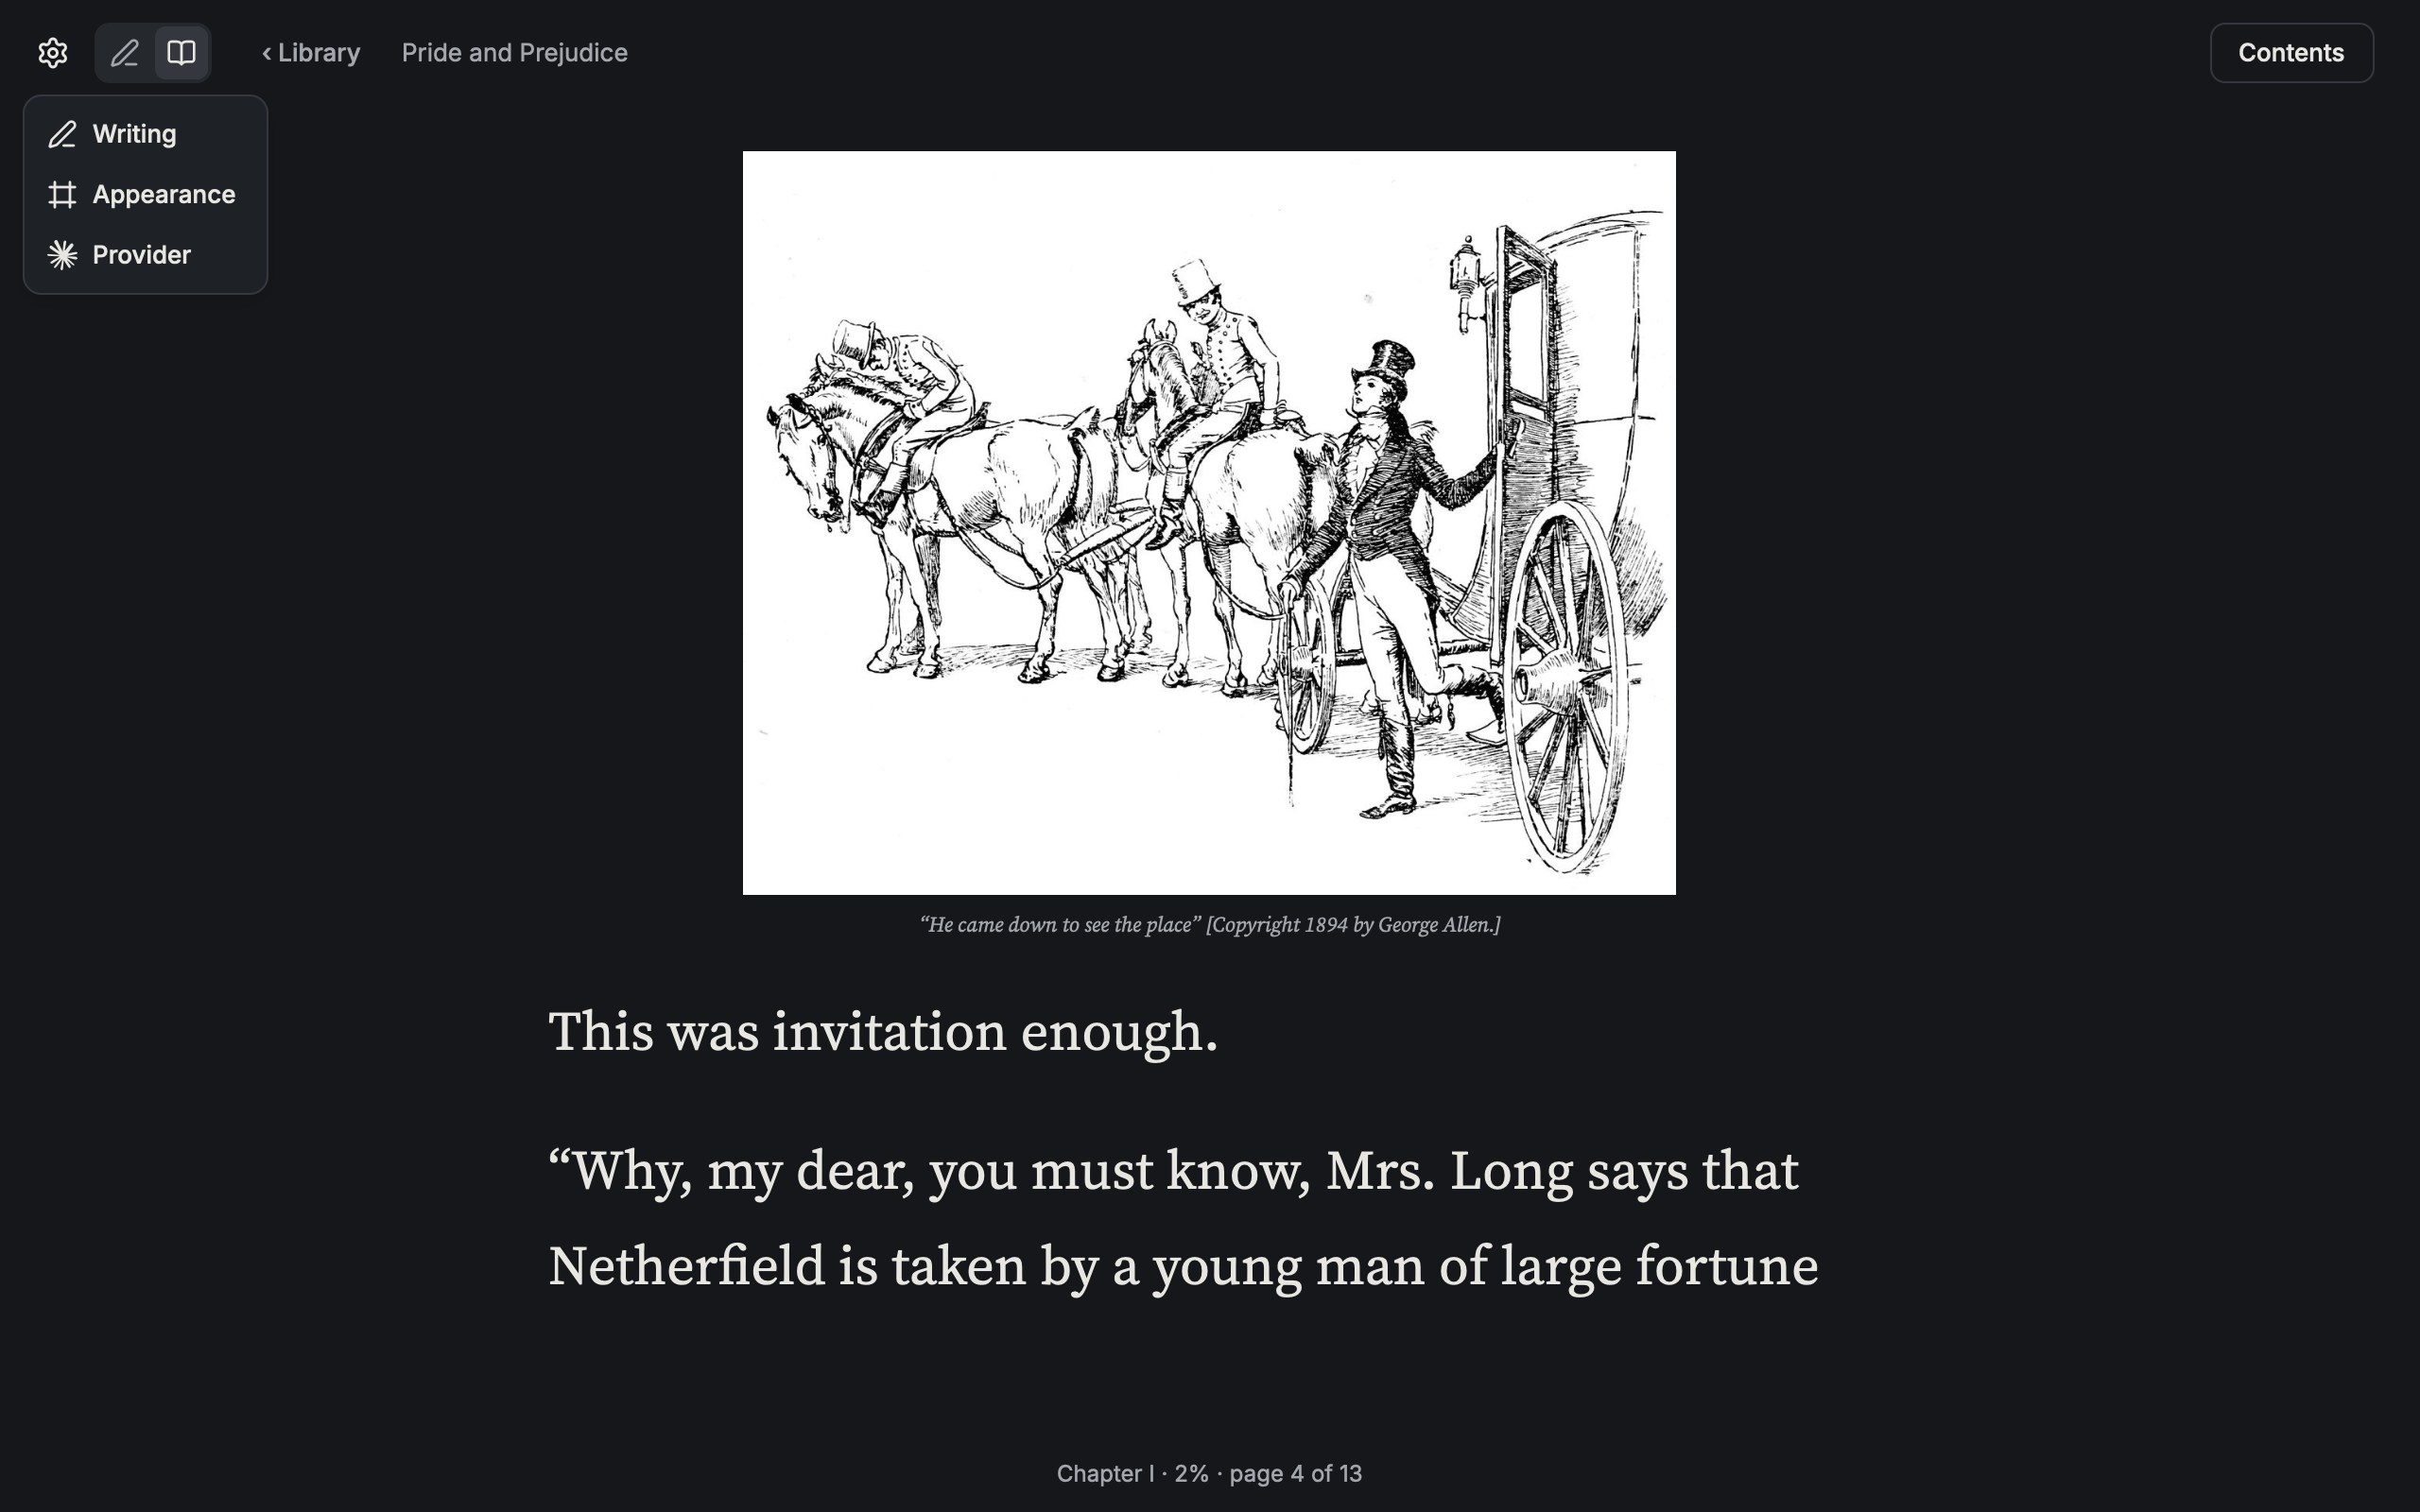 ‹ Library
Pride and Prejudice
Contents
Writing
Appearance
Provider
“He came down to see the place” [Copyright 1894 by George Allen.]
This was invitation enough.
“Why, my dear, you must know, Mrs. Long says that
Netherfield is taken by a young man of large fortune
Chapter I · 2% · page 4 of 13